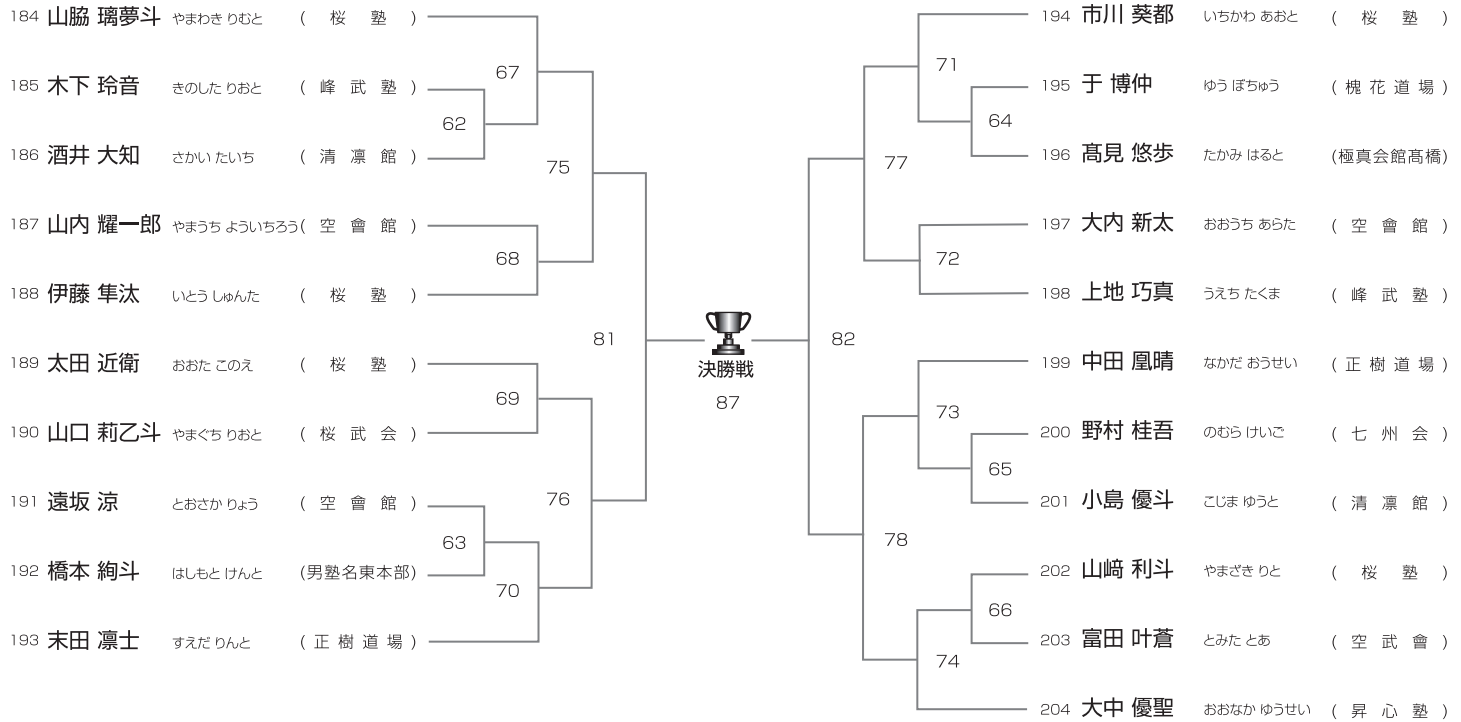 184 山脇 璃夢斗 やまわき りむと ( 桜 塾 )
67
185 木下 玲音 きのした りおと ( 峰 武 塾 )
62
186 酒井 大知 さかい たいち ( 清 凛 館 )
75
187 山内 耀一郎 やまうち よういちろう ( 空 會 館 )
68
188 伊藤 隼汰 いとう しゅんた ( 桜 塾 )
81
189 太田 近衛 おおた このえ ( 桜 塾 )
69
190 山口 莉乙斗 やまぐち りおと ( 桜 武 会 )
76
191 遠坂 涼 とおさか りょう ( 空 會 館 )
63
192 橋本 絢斗 はしもと けんと (男塾名東本部)
70
193 末田 凛士 すえだ りんと ( 正 樹 道 場 )
決勝戦
87
194 市川 葵都 いちかわ あおと ( 桜 塾 )
71
195 于 博仲 ゆう ぼちゅう ( 槐 花 道 場 )
64
196 髙見 悠歩 たかみ はると (極真会館髙橋)
77
197 大内 新太 おおうち あらた ( 空 會 館 )
72
198 上地 巧真 うえち たくま ( 峰 武 塾 )
82
199 中田 凰晴 なかだ おうせい ( 正 樹 道 場 )
73
200 野村 桂吾 のむら けいご ( 七 州 会 )
65
201 小島 優斗 こじま ゆうと ( 清 凛 館 )
78
202 山﨑 利斗 やまざき りと ( 桜 塾 )
66
203 富田 叶蒼 とみた とあ ( 空 武 會 )
74
204 大中 優聖 おおなか ゆうせい ( 昇 心 塾 )